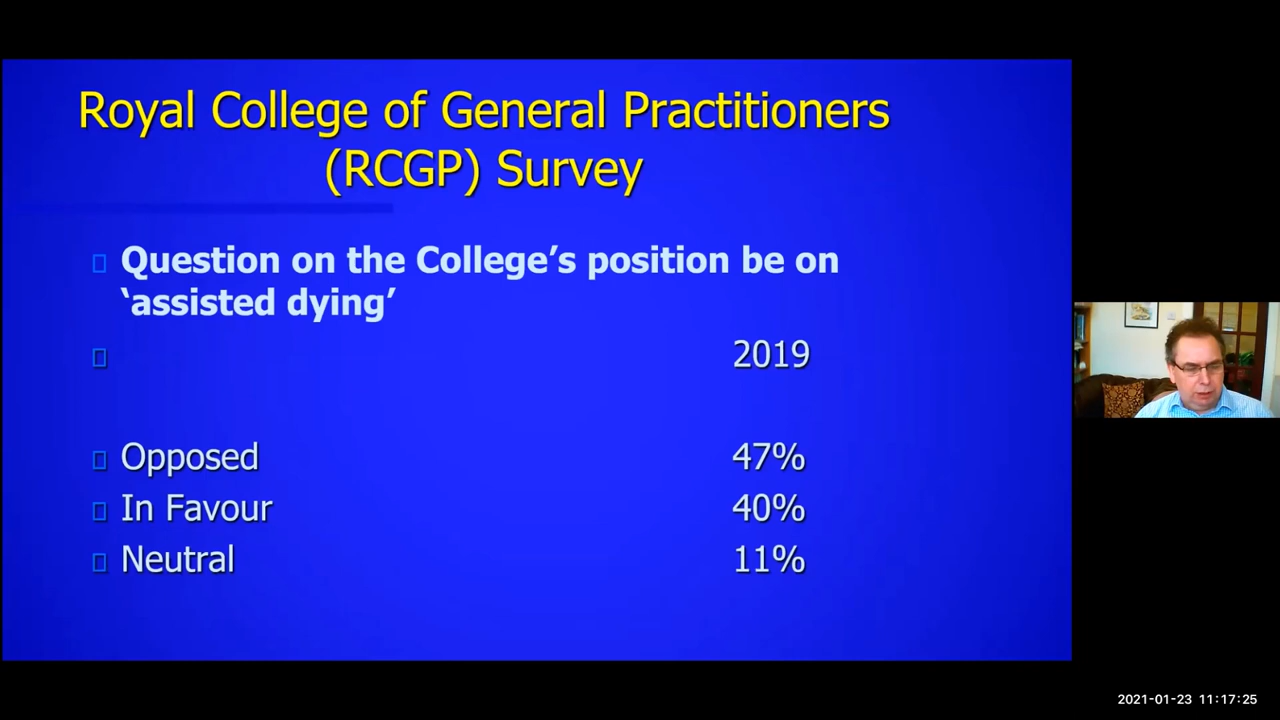 Royal College of General Practitioners
(RCGP) Survey
Question on the College’s position be on
‘assisted dying’
2019
Opposed 47%
In Favour 40%
Neutral 11%
2021-01-23 11:17:25